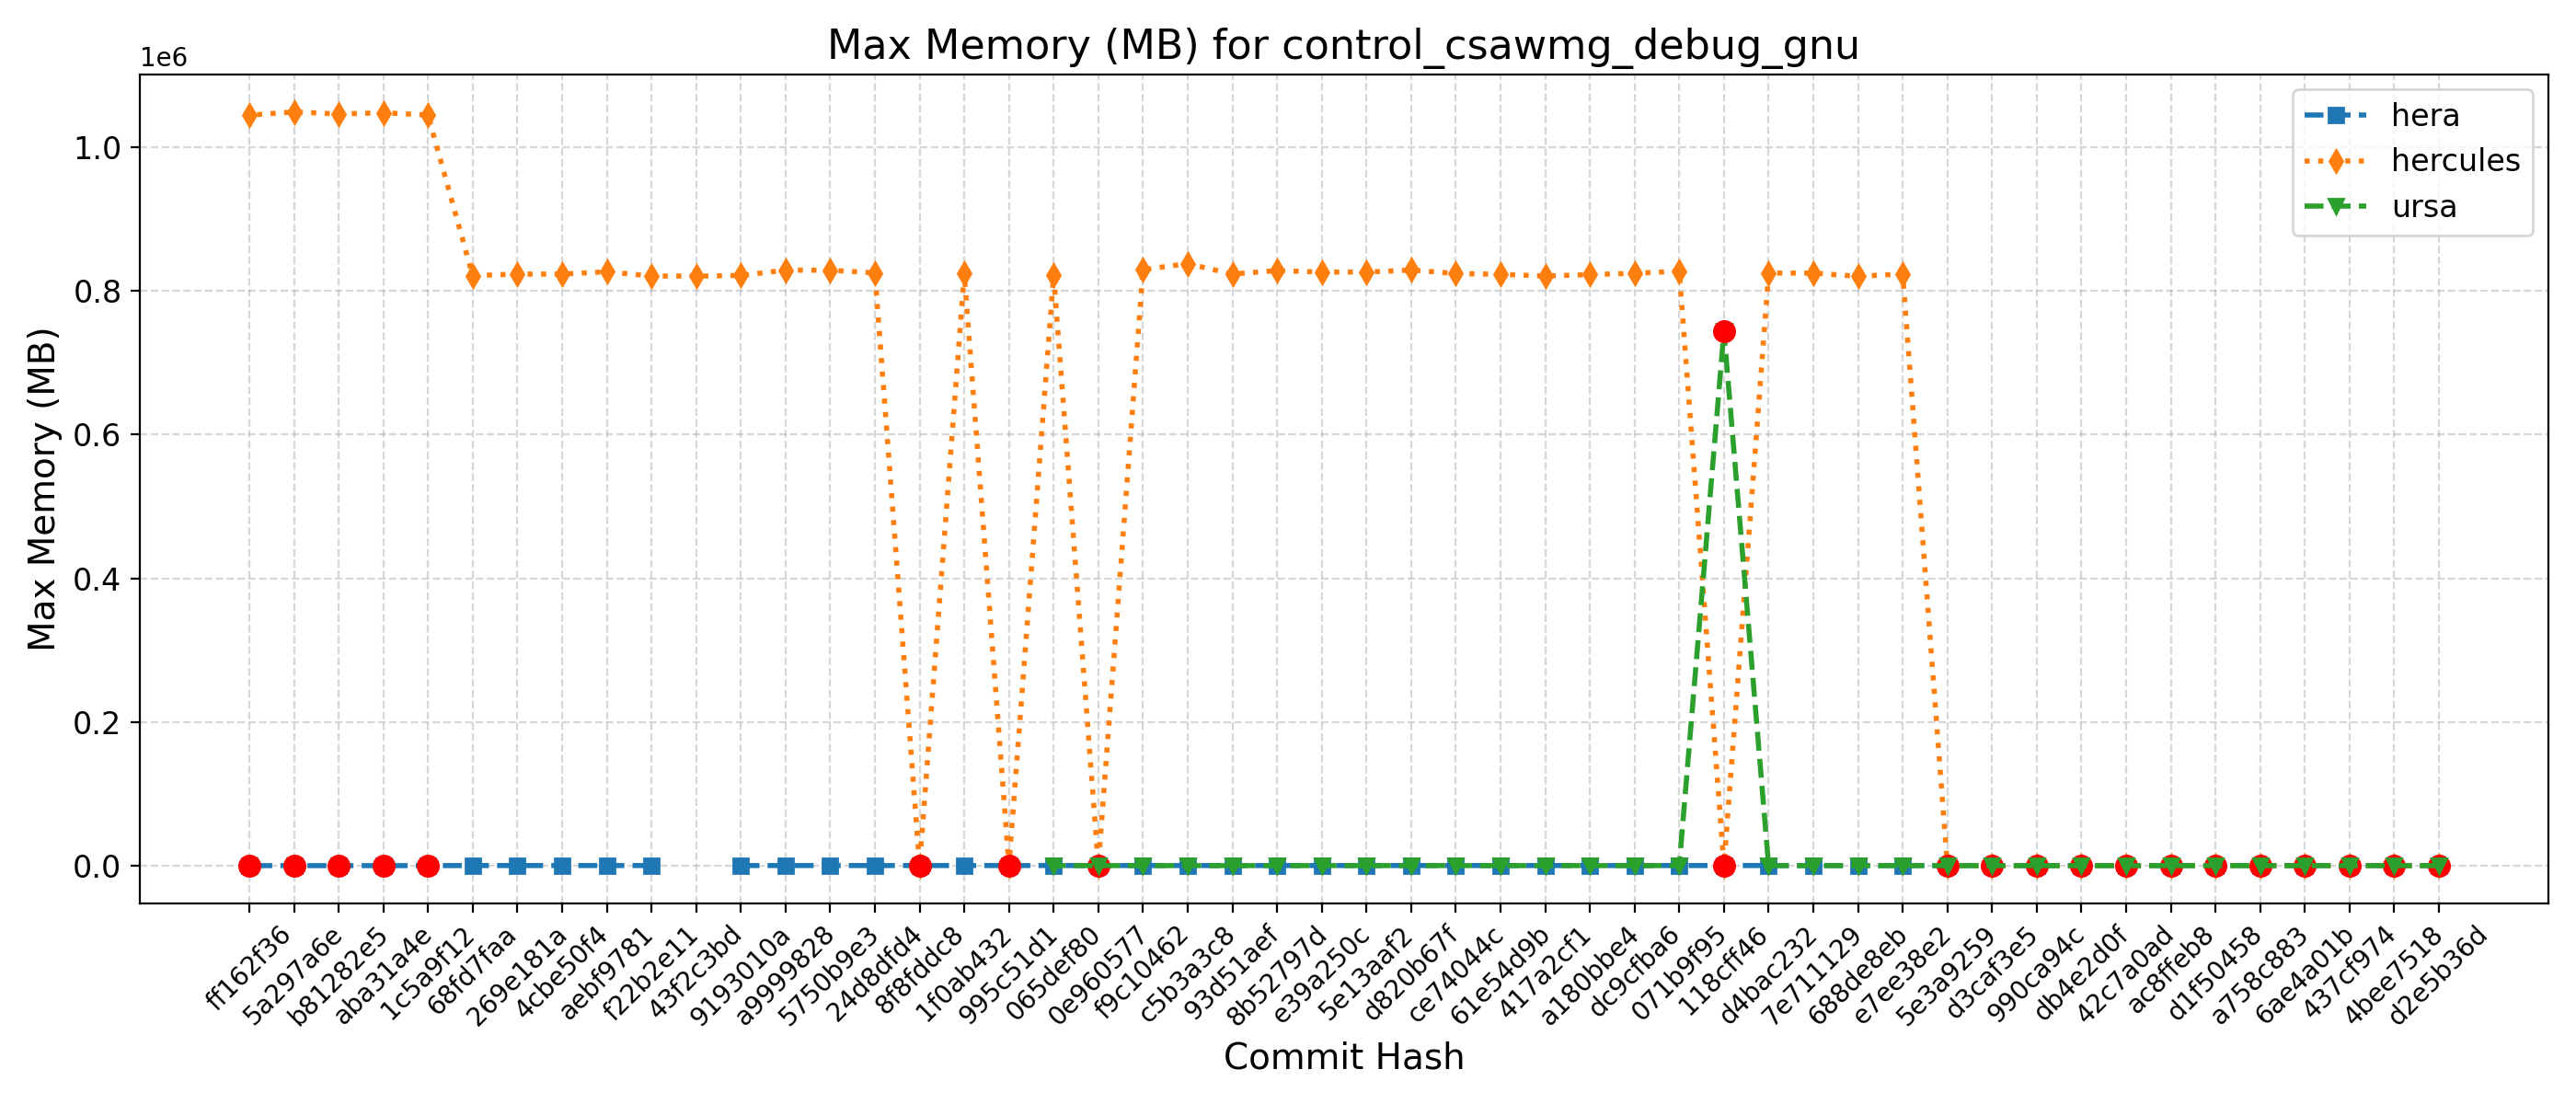 Max Memory (MB) for control_csawmg_debug_gnu
1e6
hera
hercules
ursa
Max Memory (MB)
1.0
0.8
0.6
0.4
0.2
0.0
ff162f36
5a297a6e
b81282e5
aba31a4e
1c5a9f12
68fd7faa
269e181a
4cbe50f4
aebf9781
f22b2e11
43f2c3bd
9193010a
a9999828
5750b9e3
24d8dfd4
8f8fddc8
1f0ab432
995c51d1
065def80
0e960577
f9c10462
c5b3a3c8
93d51aef
8b52797d
e39a250c
5e13aaf2
d820b67f
ce74044c
61e54d9b
417a2cf1
a180bbe4
dc9cfba6
071b9f95
118cff46
d4bac232
7e711129
688de8eb
e7ee38e2
5e3a9259
d3caf3e5
990ca94c
db4e2d0f
42c7a0ad
ac8ffeb8
d1f50458
a758c883
6ae4a01b
437cf974
4bee7518
d2e5b36d
Commit Hash